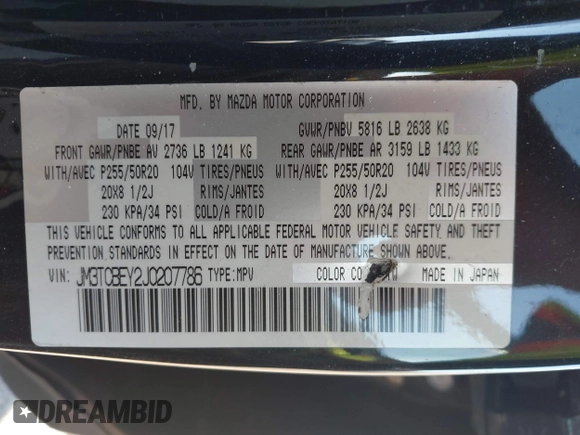 MFD. BY MAZDA MOTOR CORPORATION
DATE 09/17 GVWR/PNBV 5816 LB 2638 KG
FRONT GAWR/PNBE AV 2736 LB 1241 KG REAR GAWR/PNBE AR 3159 LB 1433 KG
WITH/AVEC P255/50R20 104V TIRES/PNEUS WITH/AVEC P255/50R20 104V TIRES/PNEUS
20X8 1/2J RIMS/JANTES 20X8 1/2J RIMS/JANTES
230 KPA/34 PSI COLD/A FROID 230 KPA/34 PSI COLD/A FROID
THIS VEHICLE CONFORMS TO ALL APPLICABLE FEDERAL MOTOR VEHICLE SAFETY, AND THEFT
PREVENTION STANDARDS IN EFFECT ON THE DATE OF MANUFACTURE SHOWN ABOVE.
VIN: JM3TCBEY2J0207786 TYPE:MPV COLOR MADE IN JAPAN
DREAMBID